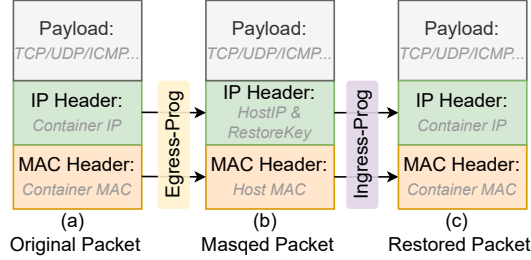 Payload:
TCP/UDP/ICMP...
IP Header:
Container IP
MAC Header:
Container MAC
(a)
Original Packet
Egress-Prog
Payload:
TCP/UDP/ICMP...
IP Header:
HostIP &
RestoreKey
MAC Header:
Host MAC
(b)
Masqed Packet
Ingress-Prog
Payload:
TCP/UDP/ICMP...
IP Header:
Container IP
MAC Header:
Container MAC
(c)
Restored Packet